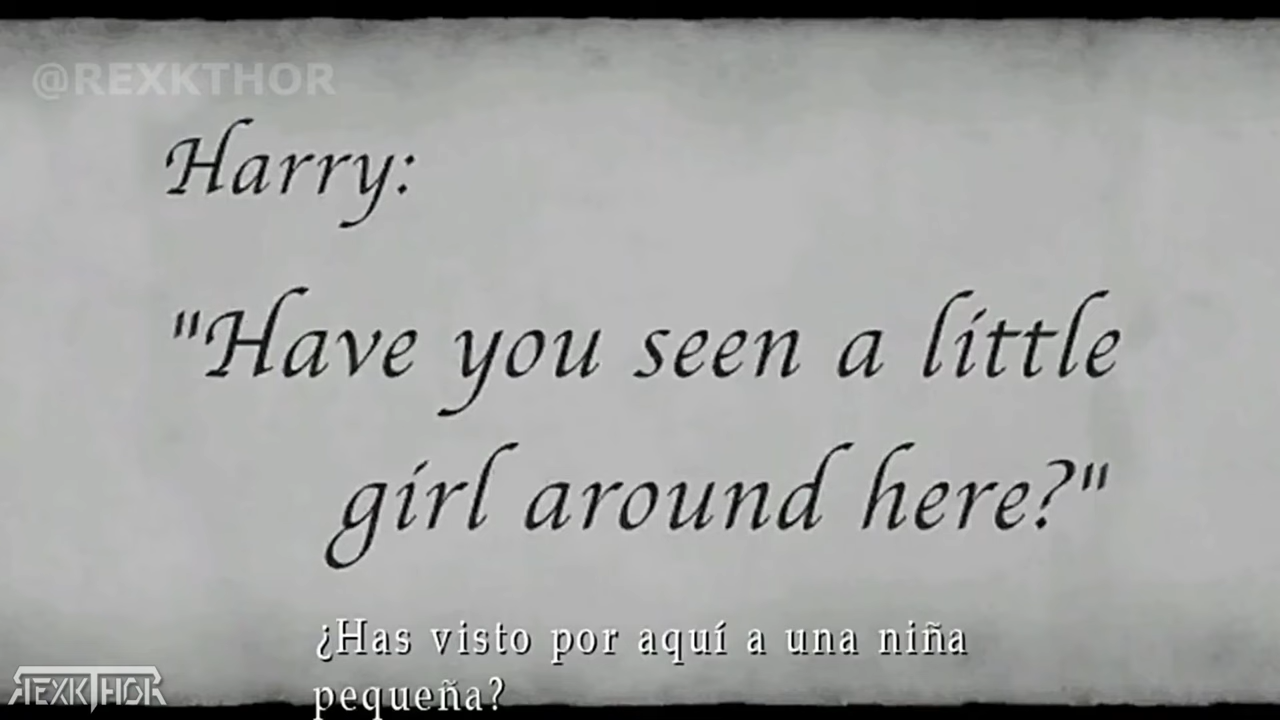 @REXKTHOR
Harry:
"Have you seen a little
girl around here?"
¿Has visto por aquí a una niña
pequeña?
REXKTHOR